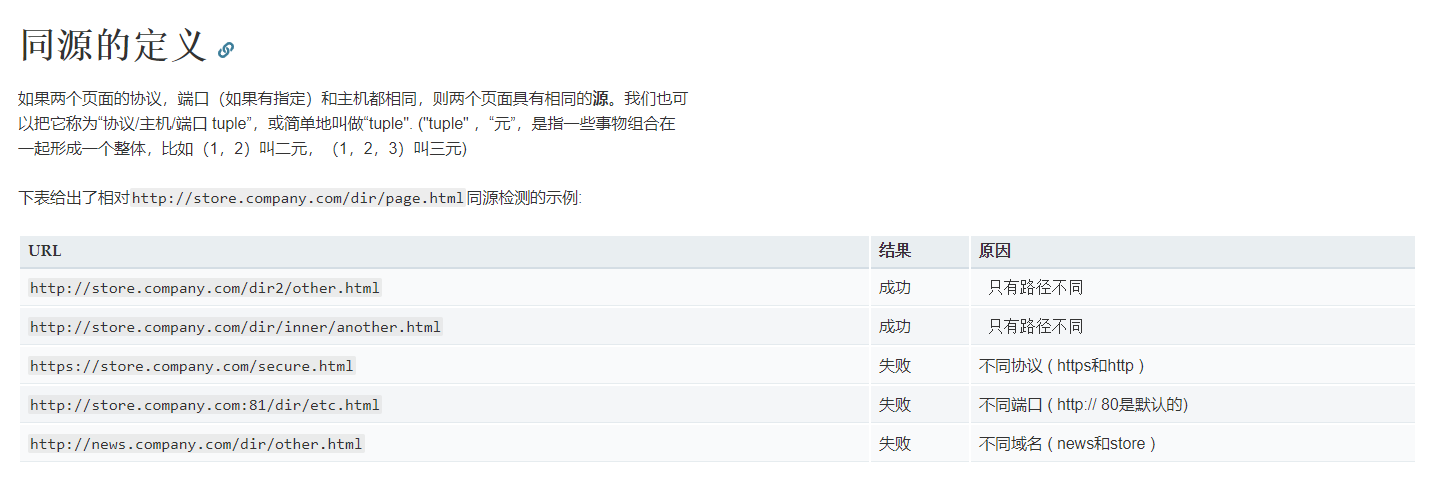 同源的定义
如果两个页面的协议，端口（如果有指定）和主机都相同，则两个页面具有相同的源。我们也可
以把它称为“协议/主机/端口 tuple”，或简单地叫做“tuple". ("tuple" ，“元”，是指一些事物组合在
一起形成一个整体，比如（1，2）叫二元，（1，2，3）叫三元)
下表给出了相对http://store.company.com/dir/page.html同源检测的示例:
URL 结果 原因
http://store.company.com/dir2/other.html 成功 只有路径不同
http://store.company.com/dir/inner/another.html 成功 只有路径不同
https://store.company.com/secure.html 失败 不同协议 ( https和http )
http://store.company.com:81/dir/etc.html 失败 不同端口 ( http:// 80是默认的)
http://news.company.com/dir/other.html 失败 不同域名 ( news和store )